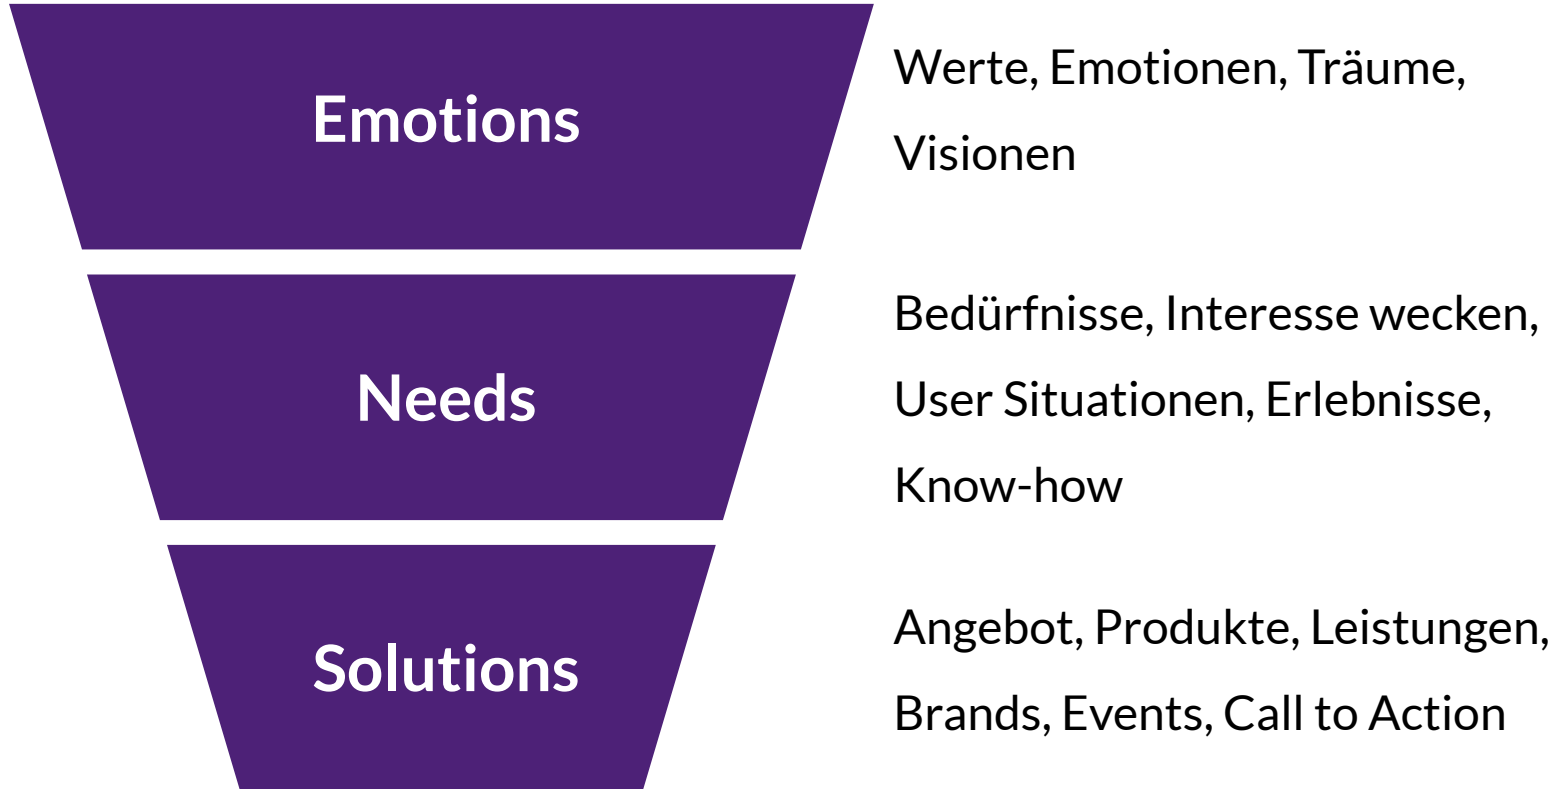 Emotions
Werte, Emotionen, Träume,
Visionen
Needs
Bedürfnisse, Interesse wecken,
User Situationen, Erlebnisse,
Know-how
Solutions
Angebot, Produkte, Leistungen,
Brands, Events, Call to Action